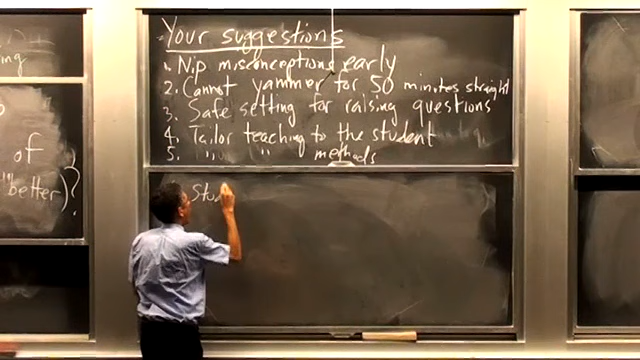 ing
of
better)?
Your suggestions
1. Nip misconceptions early
2. Cannot yammer for 50 minutes straight
3. Safe setting for raising questions
4. Tailor teaching to the student
5. " " methods
Stu